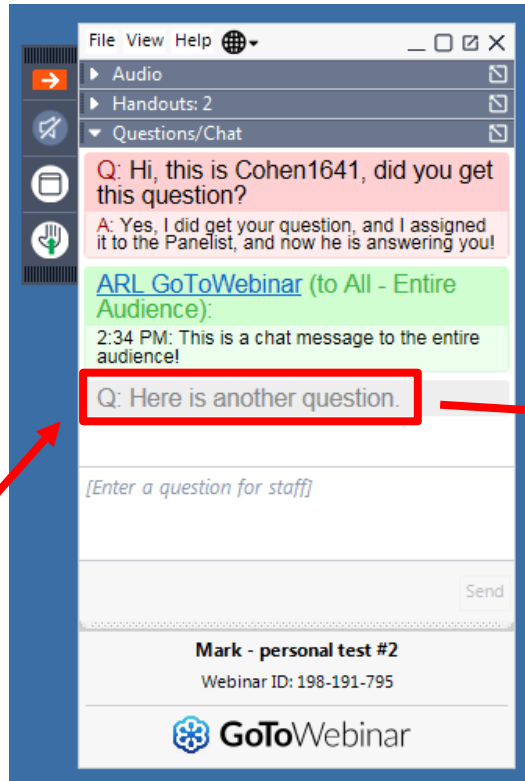 File View Help
Audio
Handouts: 2
Questions/Chat
Q: Hi, this is Cohen1641, did you get
this question?
A: Yes, I did get your question, and I assigned
it to the Panelist, and now he is answering you!
ARL GoToWebinar (to All - Entire
Audience):
2:34 PM: This is a chat message to the entire
audience!
Q: Here is another question.
[Enter a question for staff]
Send
Mark - personal test #2
Webinar ID: 198-191-795
GoToWebinar